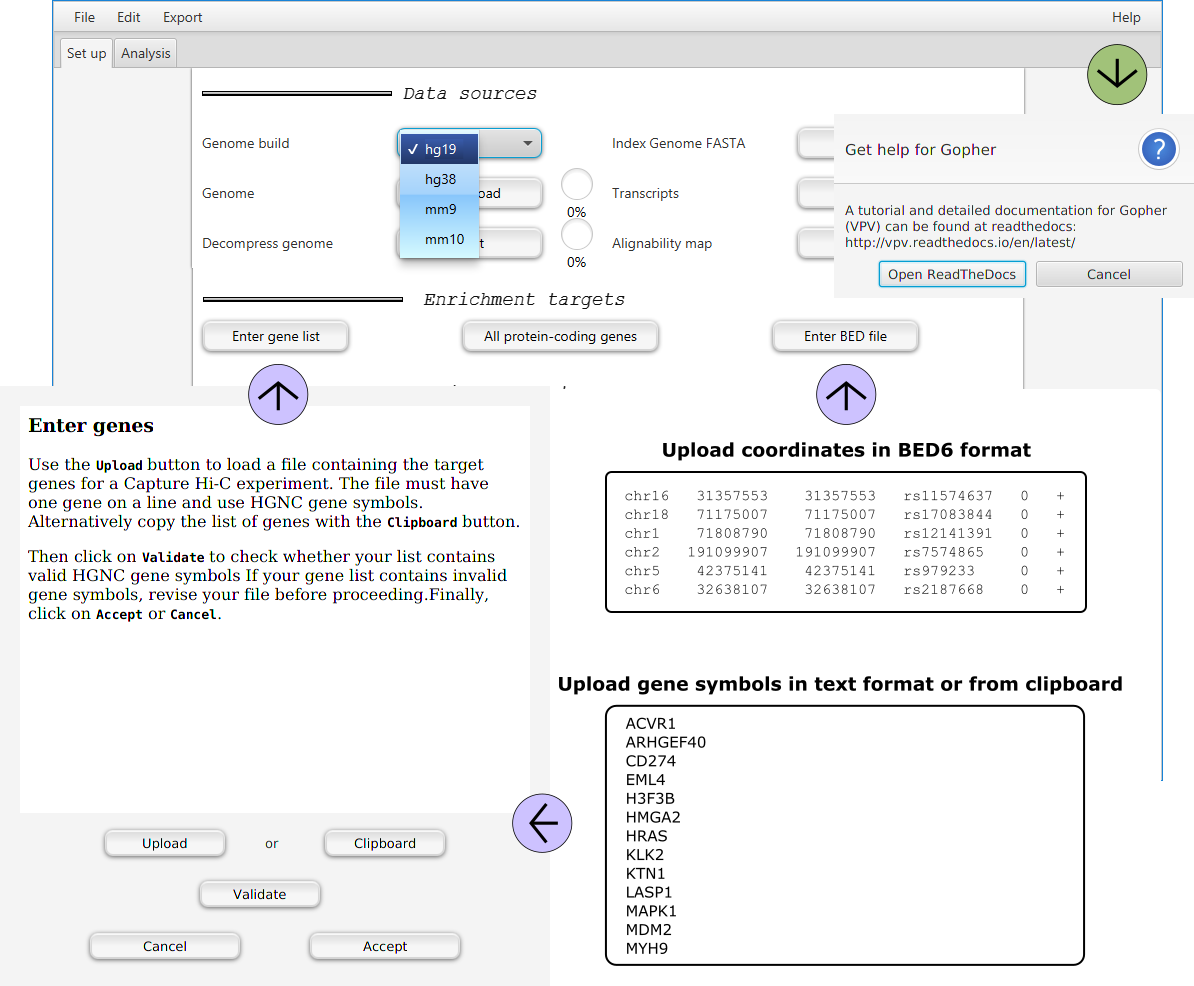 File Edit Export Help
Set up Analysis
Data sources
Genome build
✓ hg19
hg38
mm9
mm10
Index Genome FASTA
Genome
0%
Transcripts
Decompress genome
0%
Alignability map
Get help for Gopher
?
A tutorial and detailed documentation for Gopher
(VPV) can be found at readthedocs:
http://vpv.readthedocs.io/en/latest/
Open ReadTheDocs Cancel
Enrichment targets
Enter gene list All protein-coding genes Enter BED file
Enter genes
Use the Upload button to load a file containing the target
genes for a Capture Hi-C experiment. The file must have
one gene on a line and use HGNC gene symbols.
Alternatively copy the list of genes with the Clipboard button.
Then click on Validate to check whether your list contains
valid HGNC gene symbols If your gene list contains invalid
gene symbols, revise your file before proceeding.Finally,
click on Accept or Cancel.
Upload or Clipboard
Validate
Cancel Accept
Upload coordinates in BED6 format
chr16 31357553 31357553 rs11574637 0 +
chr18 71175007 71175007 rs17083844 0 +
chr1 71808790 71808790 rs12141391 0 +
chr2 191099907 191099907 rs7574865 0 +
chr5 42375141 42375141 rs979233 0 +
chr6 32638107 32638107 rs2187668 0 +
Upload gene symbols in text format or from clipboard
ACVR1
ARHGEF40
CD274
EML4
H3F3B
HMGA2
HRAS
KLK2
KTN1
LASP1
MAPK1
MDM2
MYH9